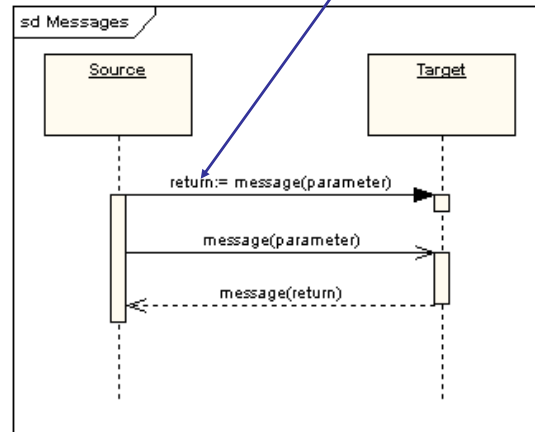 sd Messages
Source
Target
return:= message(parameter)
message(parameter)
message(return)